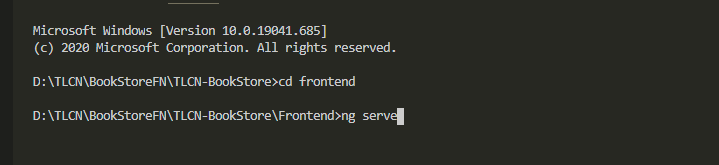 Microsoft Windows [Version 10.0.19041.685]
(c) 2020 Microsoft Corporation. All rights reserved.
D:\TLCN\BookStoreFN\TLCN-BookStore>cd frontend
D:\TLCN\BookStoreFN\TLCN-BookStore\Frontend>ng serve